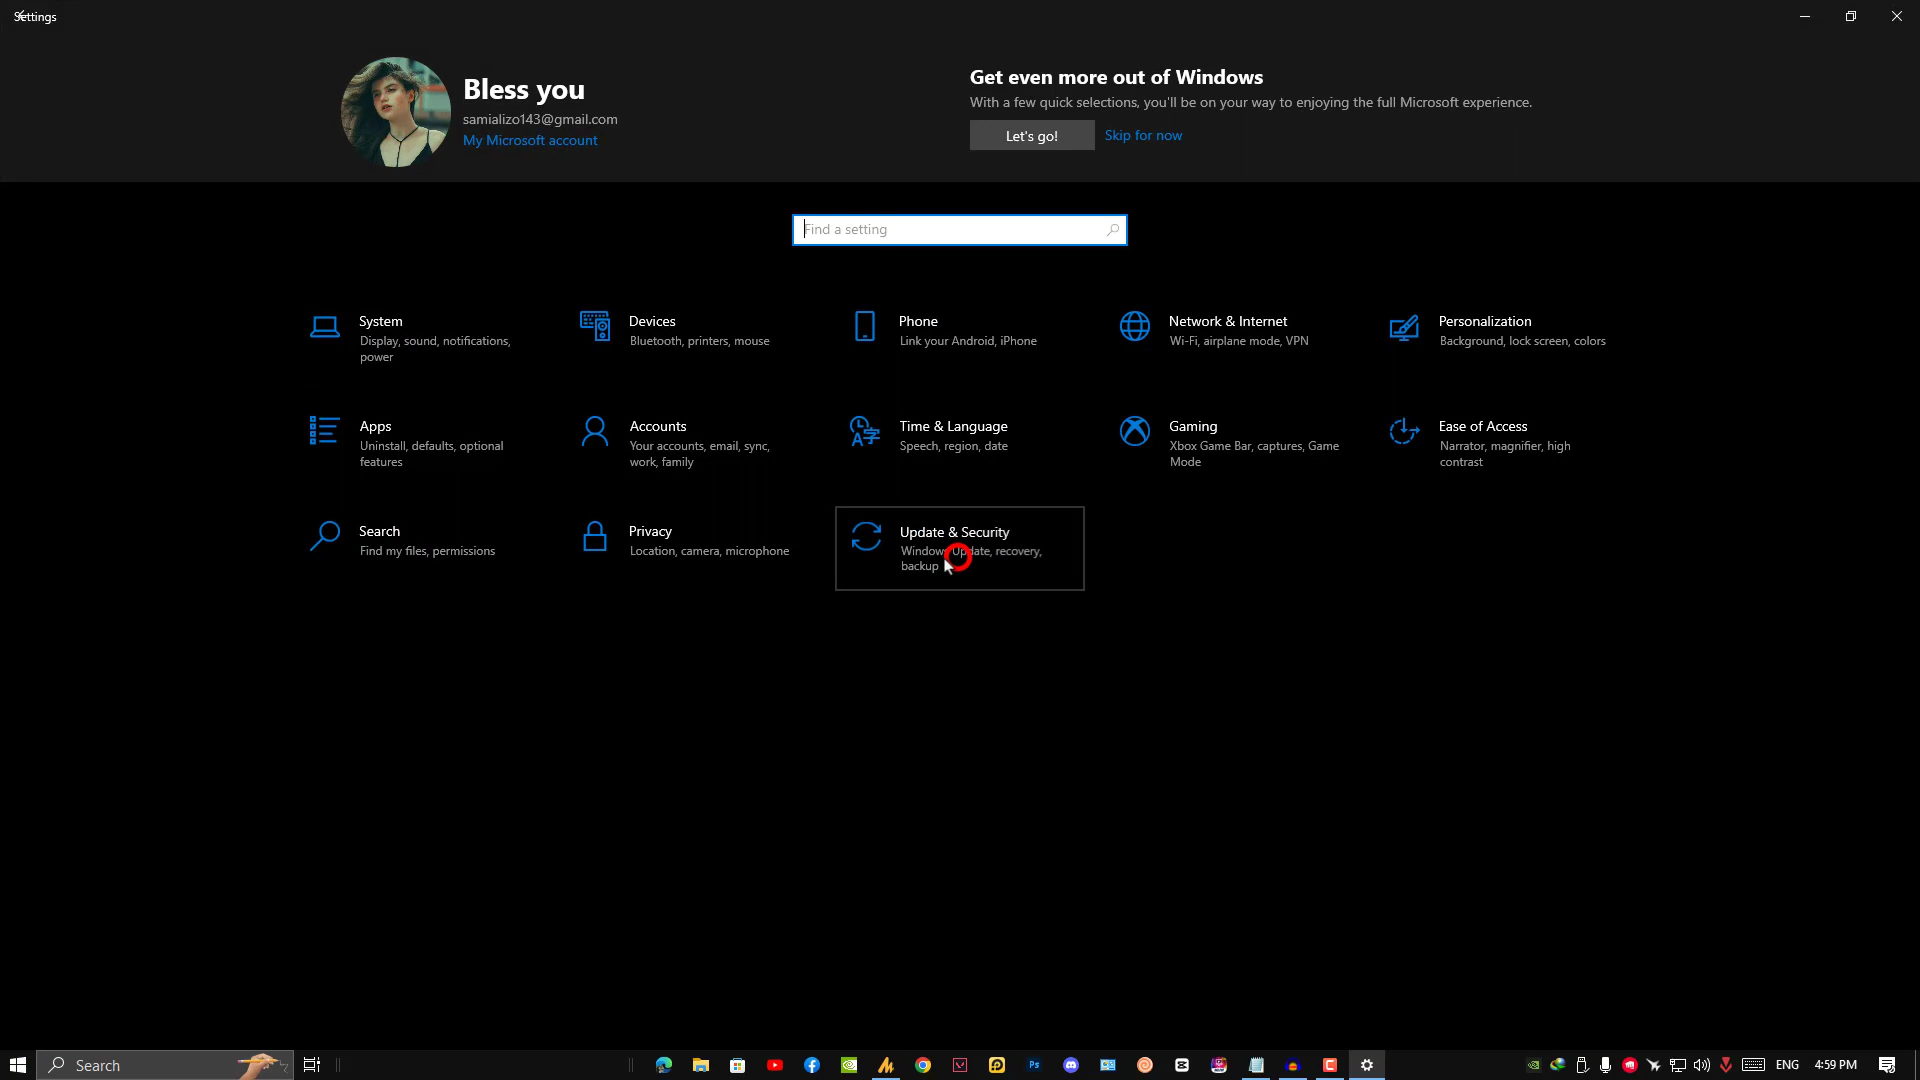 Settings
Bless you
samializo143@gmail.com
My Microsoft account
Get even more out of Windows
With a few quick selections, you'll be on your way to enjoying the full Microsoft experience.
Let's go!
Skip for now
Find a setting
System
Display, sound, notifications,
power
Devices
Bluetooth, printers, mouse
Phone
Link your Android, iPhone
Network & Internet
Wi-Fi, airplane mode, VPN
Personalization
Background, lock screen, colors
Apps
Uninstall, defaults, optional
features
Accounts
Your accounts, email, sync,
work, family
Time & Language
Speech, region, date
Gaming
Xbox Game Bar, captures, Game
Mode
Ease of Access
Narrator, magnifier, high
contrast
Search
Find my files, permissions
Privacy
Location, camera, microphone
Update & Security
Windows Update, recovery,
backup
Search
Ps
ENG
4:59 PM